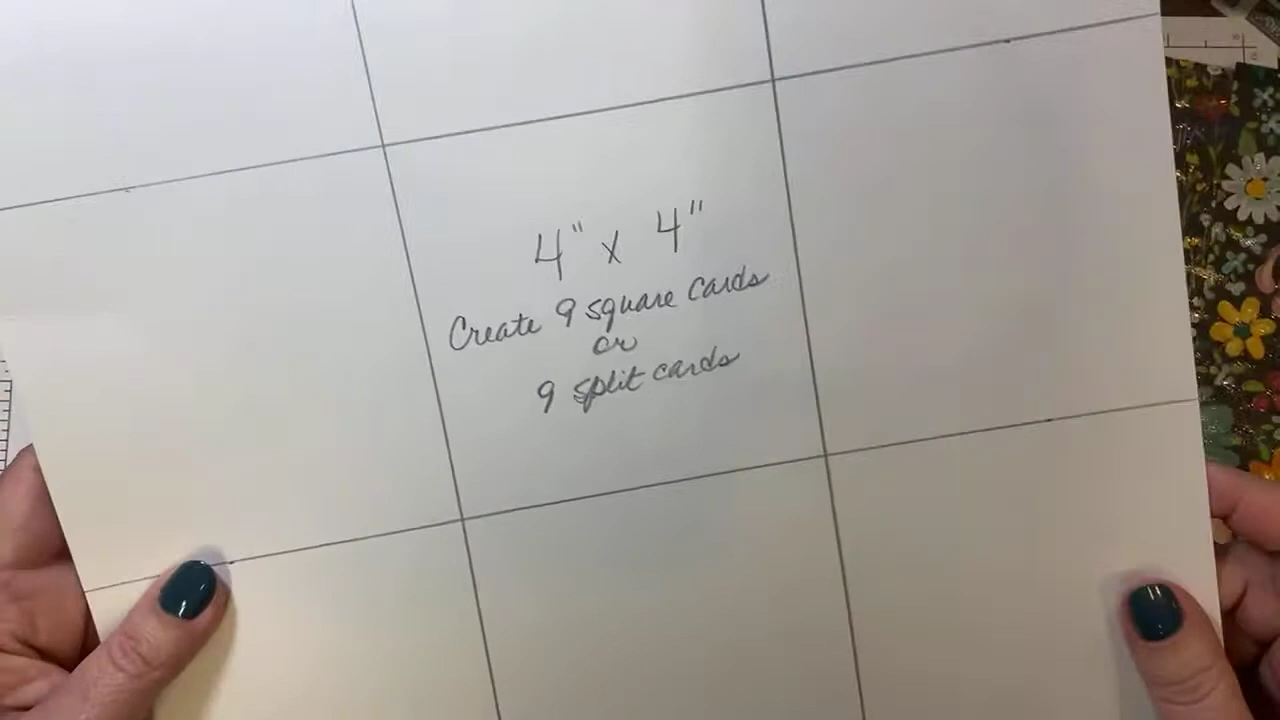 4" x 4"
Create 9 square cards
or
9 split cards